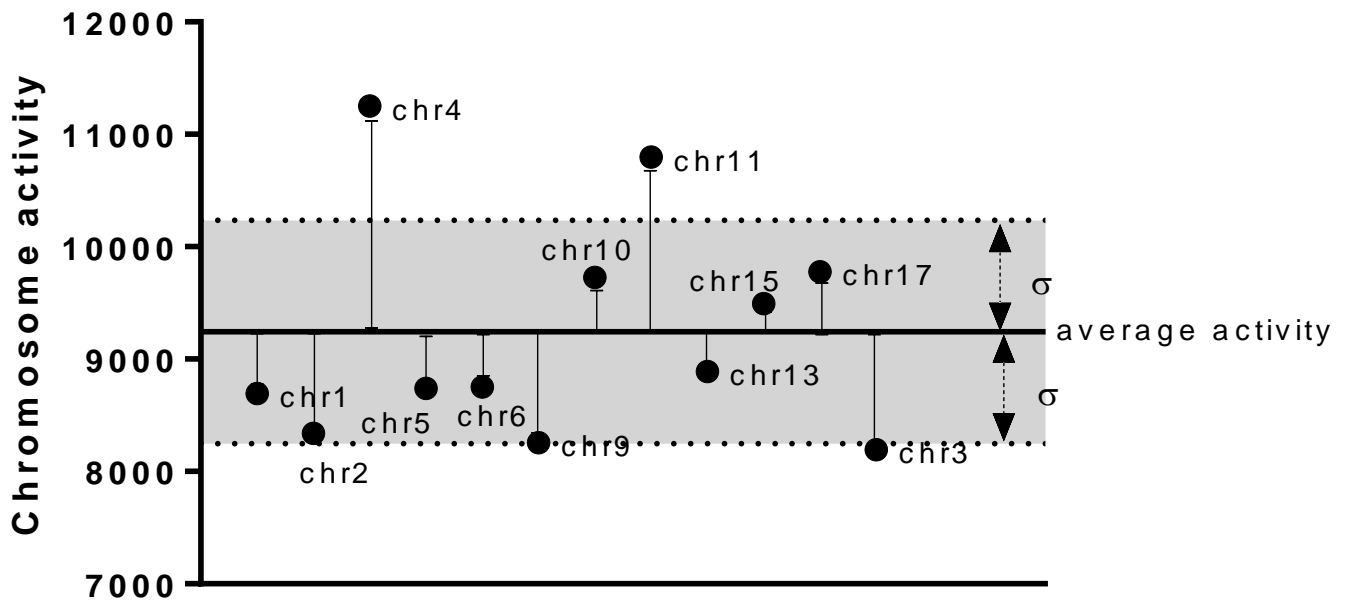 Chromosome activity
12000
11000
10000
9000
8000
7000
chr4
chr11
chr10
chr15
chr17
σ
average activity
chr1
chr2
chr5
chr6
chr9
chr13
chr3
σ